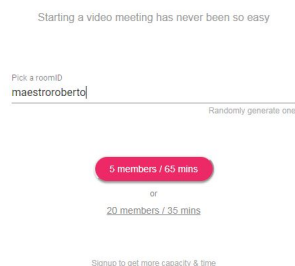 Starting a video meeting has never been so easy
Pick a roomID
maestroroberto
Randomly generate one
5 members / 65 mins
or
20 members / 35 mins
Signup to get more capacity & time